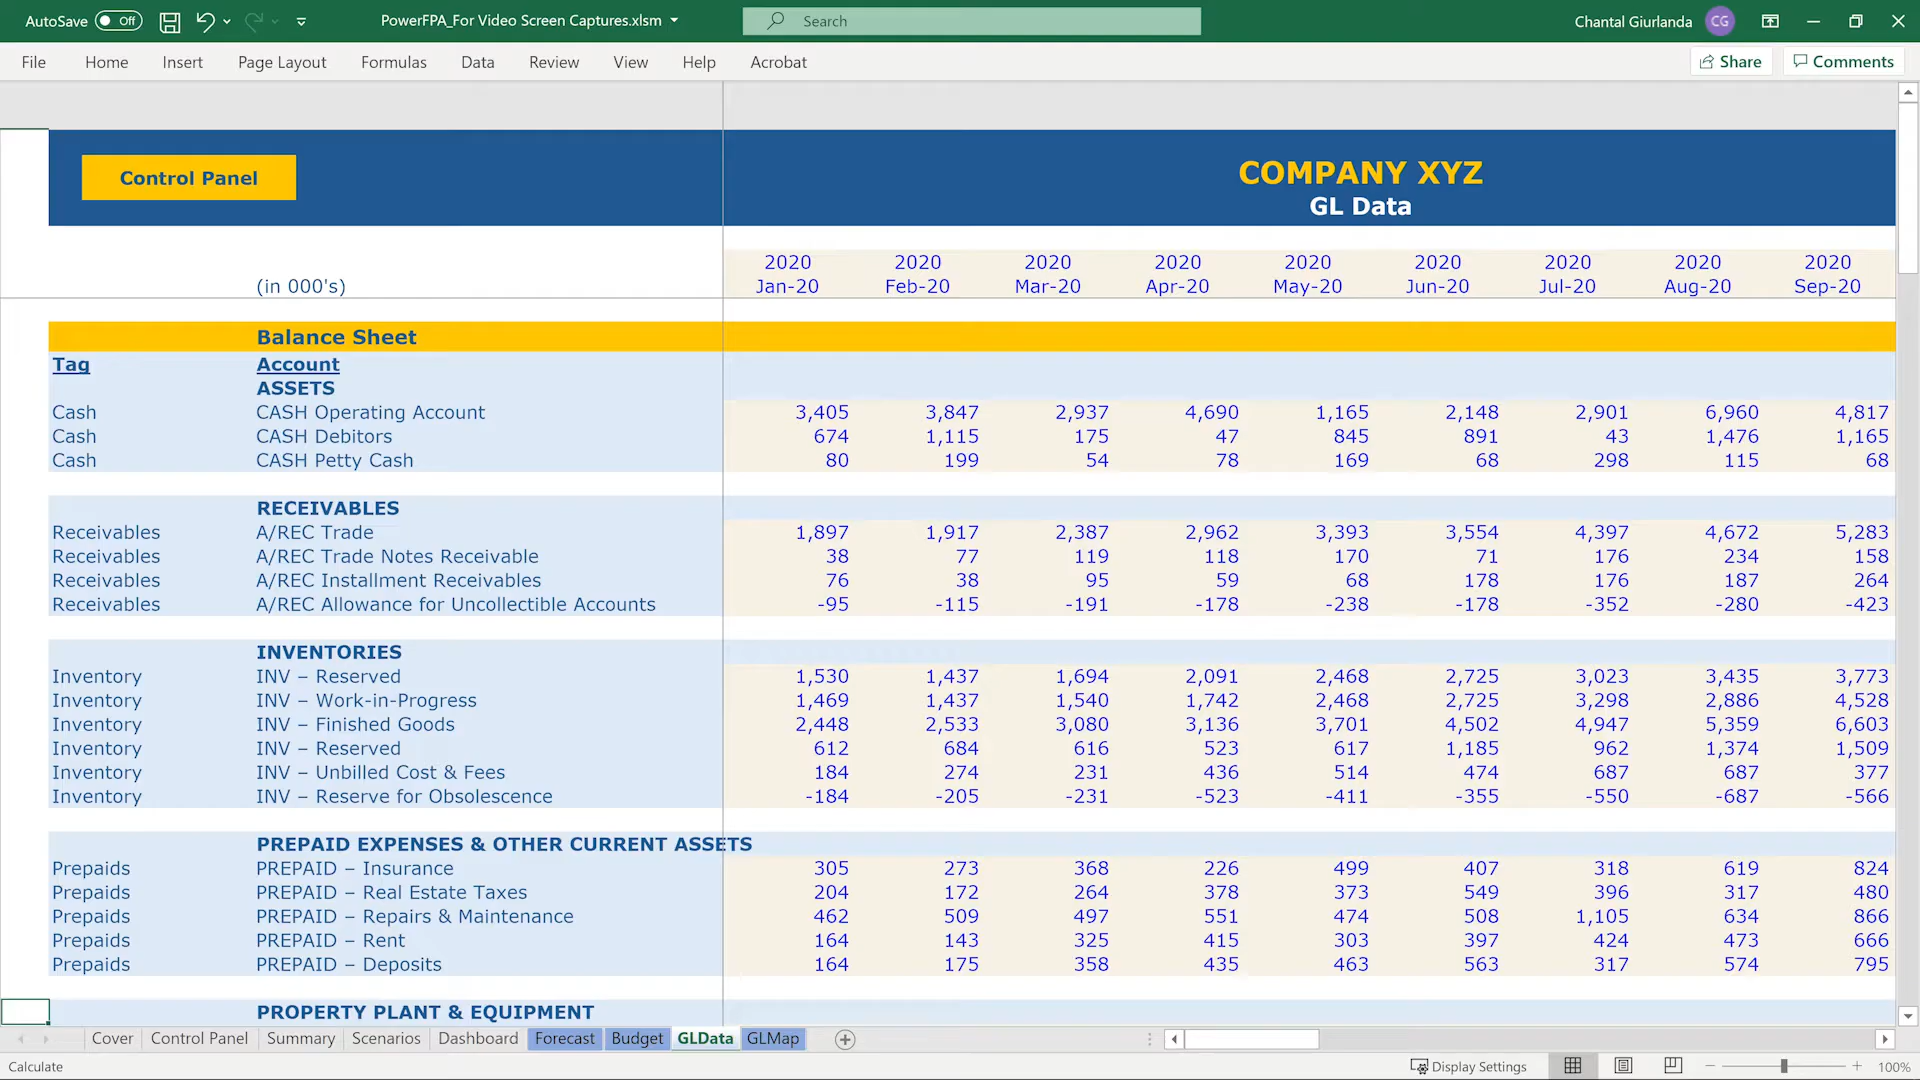 AutoSave Off PowerFPA_For Video Screen Captures.xlsm Search Chantal Giurlanda CG
File Home Insert Page Layout Formulas Data Review View Help Acrobat Share Comments
Control Panel
COMPANY XYZ
GL Data
2020 2020 2020 2020 2020 2020 2020 2020 2020
(in 000's) Jan-20 Feb-20 Mar-20 Apr-20 May-20 Jun-20 Jul-20 Aug-20 Sep-20
Balance Sheet
Tag Account
ASSETS
Cash CASH Operating Account 3,405 3,847 2,937 4,690 1,165 2,148 2,901 6,960 4,817
Cash CASH Debitors 674 1,115 175 47 845 891 43 1,476 1,165
Cash CASH Petty Cash 80 199 54 78 169 68 298 115 68
RECEIVABLES
Receivables A/REC Trade 1,897 1,917 2,387 2,962 3,393 3,554 4,397 4,672 5,283
Receivables A/REC Trade Notes Receivable 38 77 119 118 170 71 176 234 158
Receivables A/REC Installment Receivables 76 38 95 59 68 178 176 187 264
Receivables A/REC Allowance for Uncollectible Accounts -95 -115 -191 -178 -238 -178 -352 -280 -423
INVENTORIES
Inventory INV – Reserved 1,530 1,437 1,694 2,091 2,468 2,725 3,023 3,435 3,773
Inventory INV – Work-in-Progress 1,469 1,437 1,540 1,742 2,468 2,725 3,298 2,886 4,528
Inventory INV – Finished Goods 2,448 2,533 3,080 3,136 3,701 4,502 4,947 5,359 6,603
Inventory INV – Reserved 612 684 616 523 617 1,185 962 1,374 1,509
Inventory INV – Unbilled Cost & Fees 184 274 231 436 514 474 687 687 377
Inventory INV – Reserve for Obsolescence -184 -205 -231 -523 -411 -355 -550 -687 -566
PREPAID EXPENSES & OTHER CURRENT ASSETS
Prepaids PREPAID – Insurance 305 273 368 226 499 407 318 619 824
Prepaids PREPAID – Real Estate Taxes 204 172 264 378 373 549 396 317 480
Prepaids PREPAID – Repairs & Maintenance 462 509 497 551 474 508 1,105 634 866
Prepaids PREPAID – Rent 164 143 325 415 303 397 424 473 666
Prepaids PREPAID – Deposits 164 175 358 435 463 563 317 574 795
PROPERTY PLANT & EQUIPMENT
Cover Control Panel Summary Scenarios Dashboard Forecast Budget GLData GLMap
Calculate Display Settings 100%